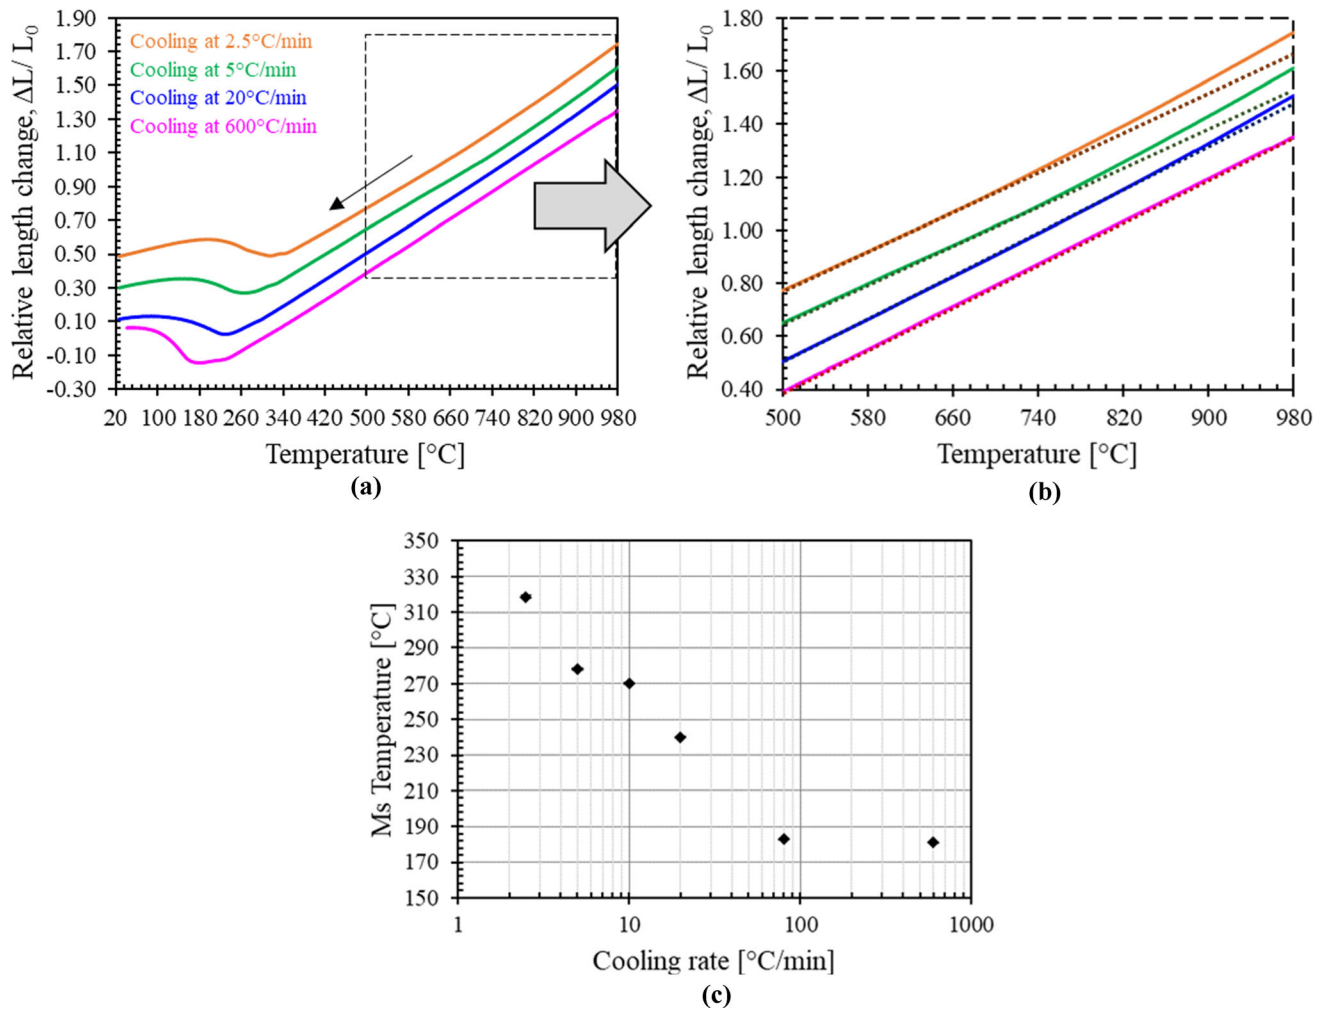 1.90
1.70
1.50
1.30
1.10
0.90
0.70
0.50
0.30
0.10
-0.10
-0.30
Relative length change, ΔL/ L₀
Cooling at 2.5°C/min
Cooling at 5°C/min
Cooling at 20°C/min
Cooling at 600°C/min
20 100 180 260 340 420 500 580 660 740 820 900 980
Temperature [°C]
(a)
1.80
1.60
1.40
1.20
1.00
0.80
0.60
0.40
Relative length change, ΔL/ L₀
500 580 660 740 820 900 980
Temperature [°C]
(b)
350
330
310
290
270
250
230
210
190
170
150
Ms Temperature [°C]
1 10 100 1000
Cooling rate [°C/min]
(c)